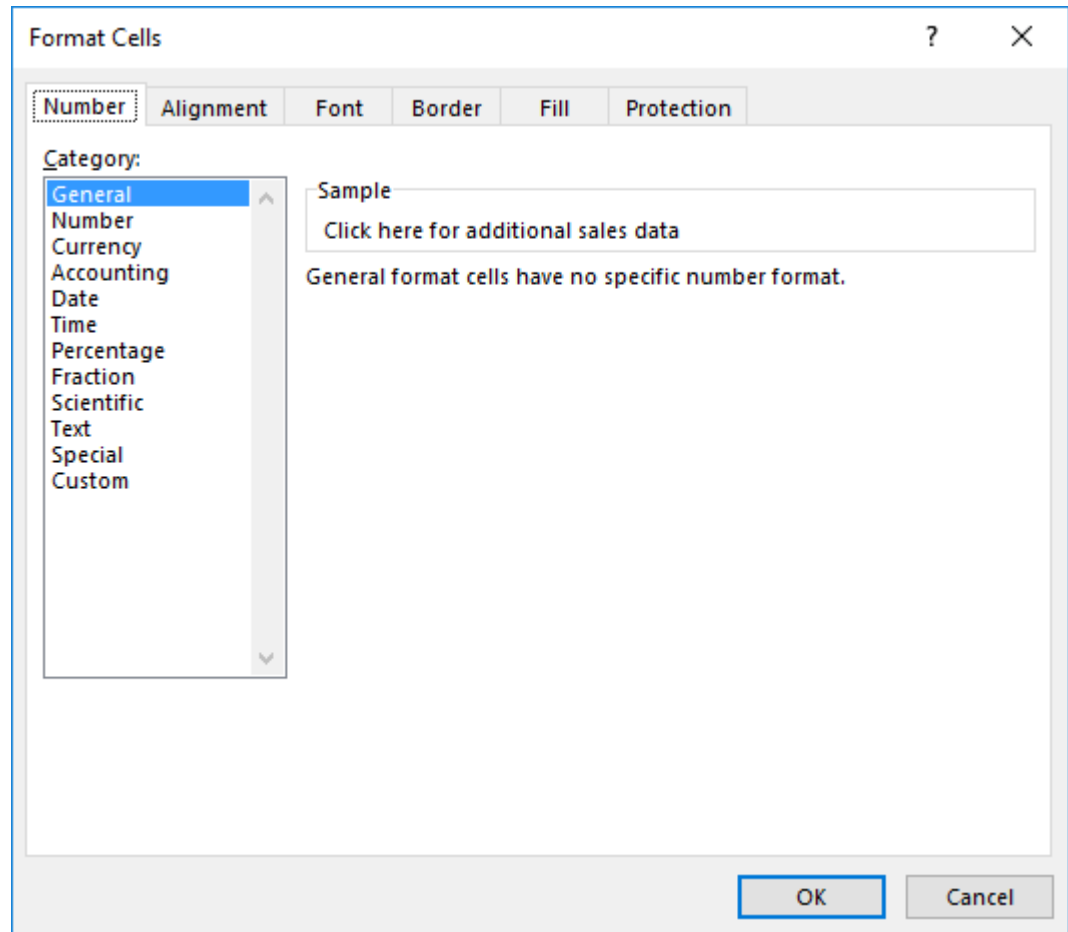 Format Cells ?
Number Alignment Font Border Fill Protection
Category:
General
Number
Currency
Accounting
Date
Time
Percentage
Fraction
Scientific
Text
Special
Custom
Sample
Click here for additional sales data
General format cells have no specific number format.
OK Cancel